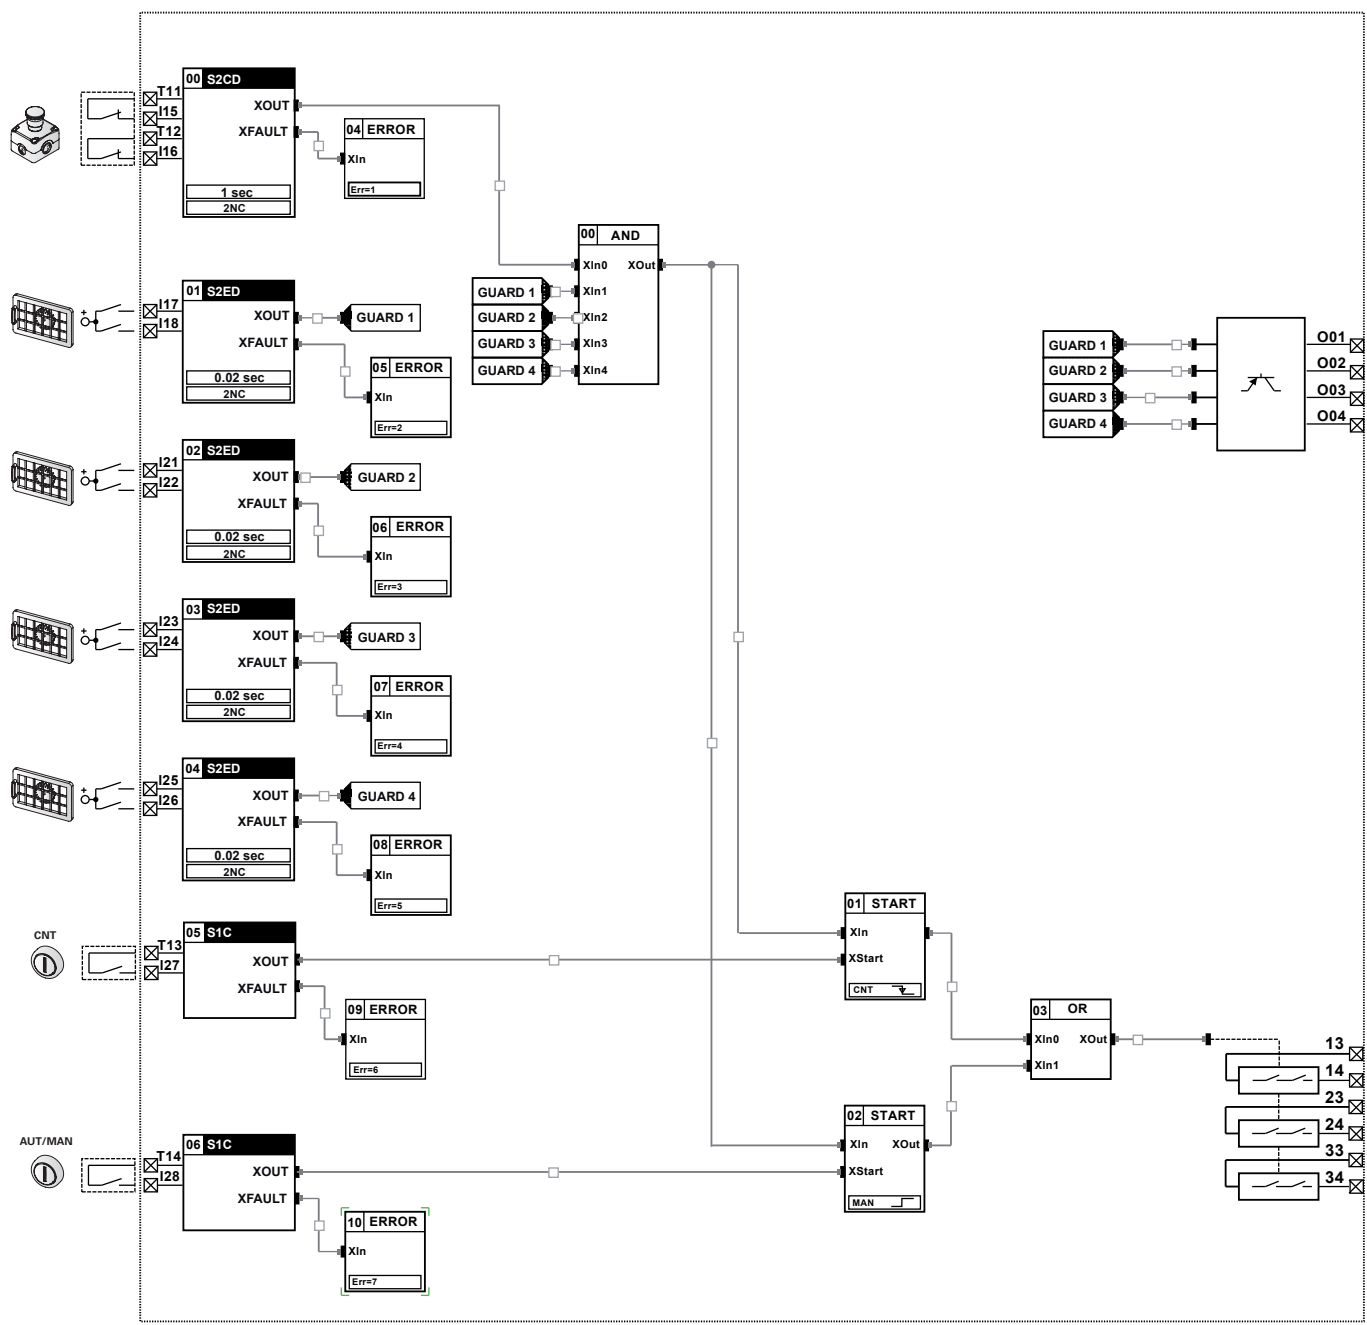 00 S2CD
T11
XOUT
I15
T12
XFAULT
I16
1 sec
2NC
04 ERROR
XIn
Err=1
00 AND
XIn0 XOut
GUARD 1 XIn1
GUARD 2 XIn2
GUARD 3 XIn3
GUARD 4 XIn4
01 S2ED
+
I17
XOUT
I18
XFAULT
0.02 sec
2NC
GUARD 1
05 ERROR
XIn
Err=2
GUARD 1 O01
GUARD 2 O02
GUARD 3 O03
GUARD 4 O04
02 S2ED
+
I21
XOUT
I22
XFAULT
0.02 sec
2NC
GUARD 2
06 ERROR
XIn
Err=3
03 S2ED
+
I23
XOUT
I24
XFAULT
0.02 sec
2NC
GUARD 3
07 ERROR
XIn
Err=4
04 S2ED
+
I25
XOUT
I26
XFAULT
0.02 sec
2NC
GUARD 4
08 ERROR
XIn
Err=5
CNT
05 S1C
T13
XOUT
I27
XFAULT
09 ERROR
XIn
Err=6
01 START
XIn
XStart
CNT
03 OR
XIn0 XOut
XIn1
13
14
23
24
33
34
AUT/MAN
06 S1C
T14
XOUT
I28
XFAULT
10 ERROR
XIn
Err=7
02 START
XIn XOut
XStart
MAN